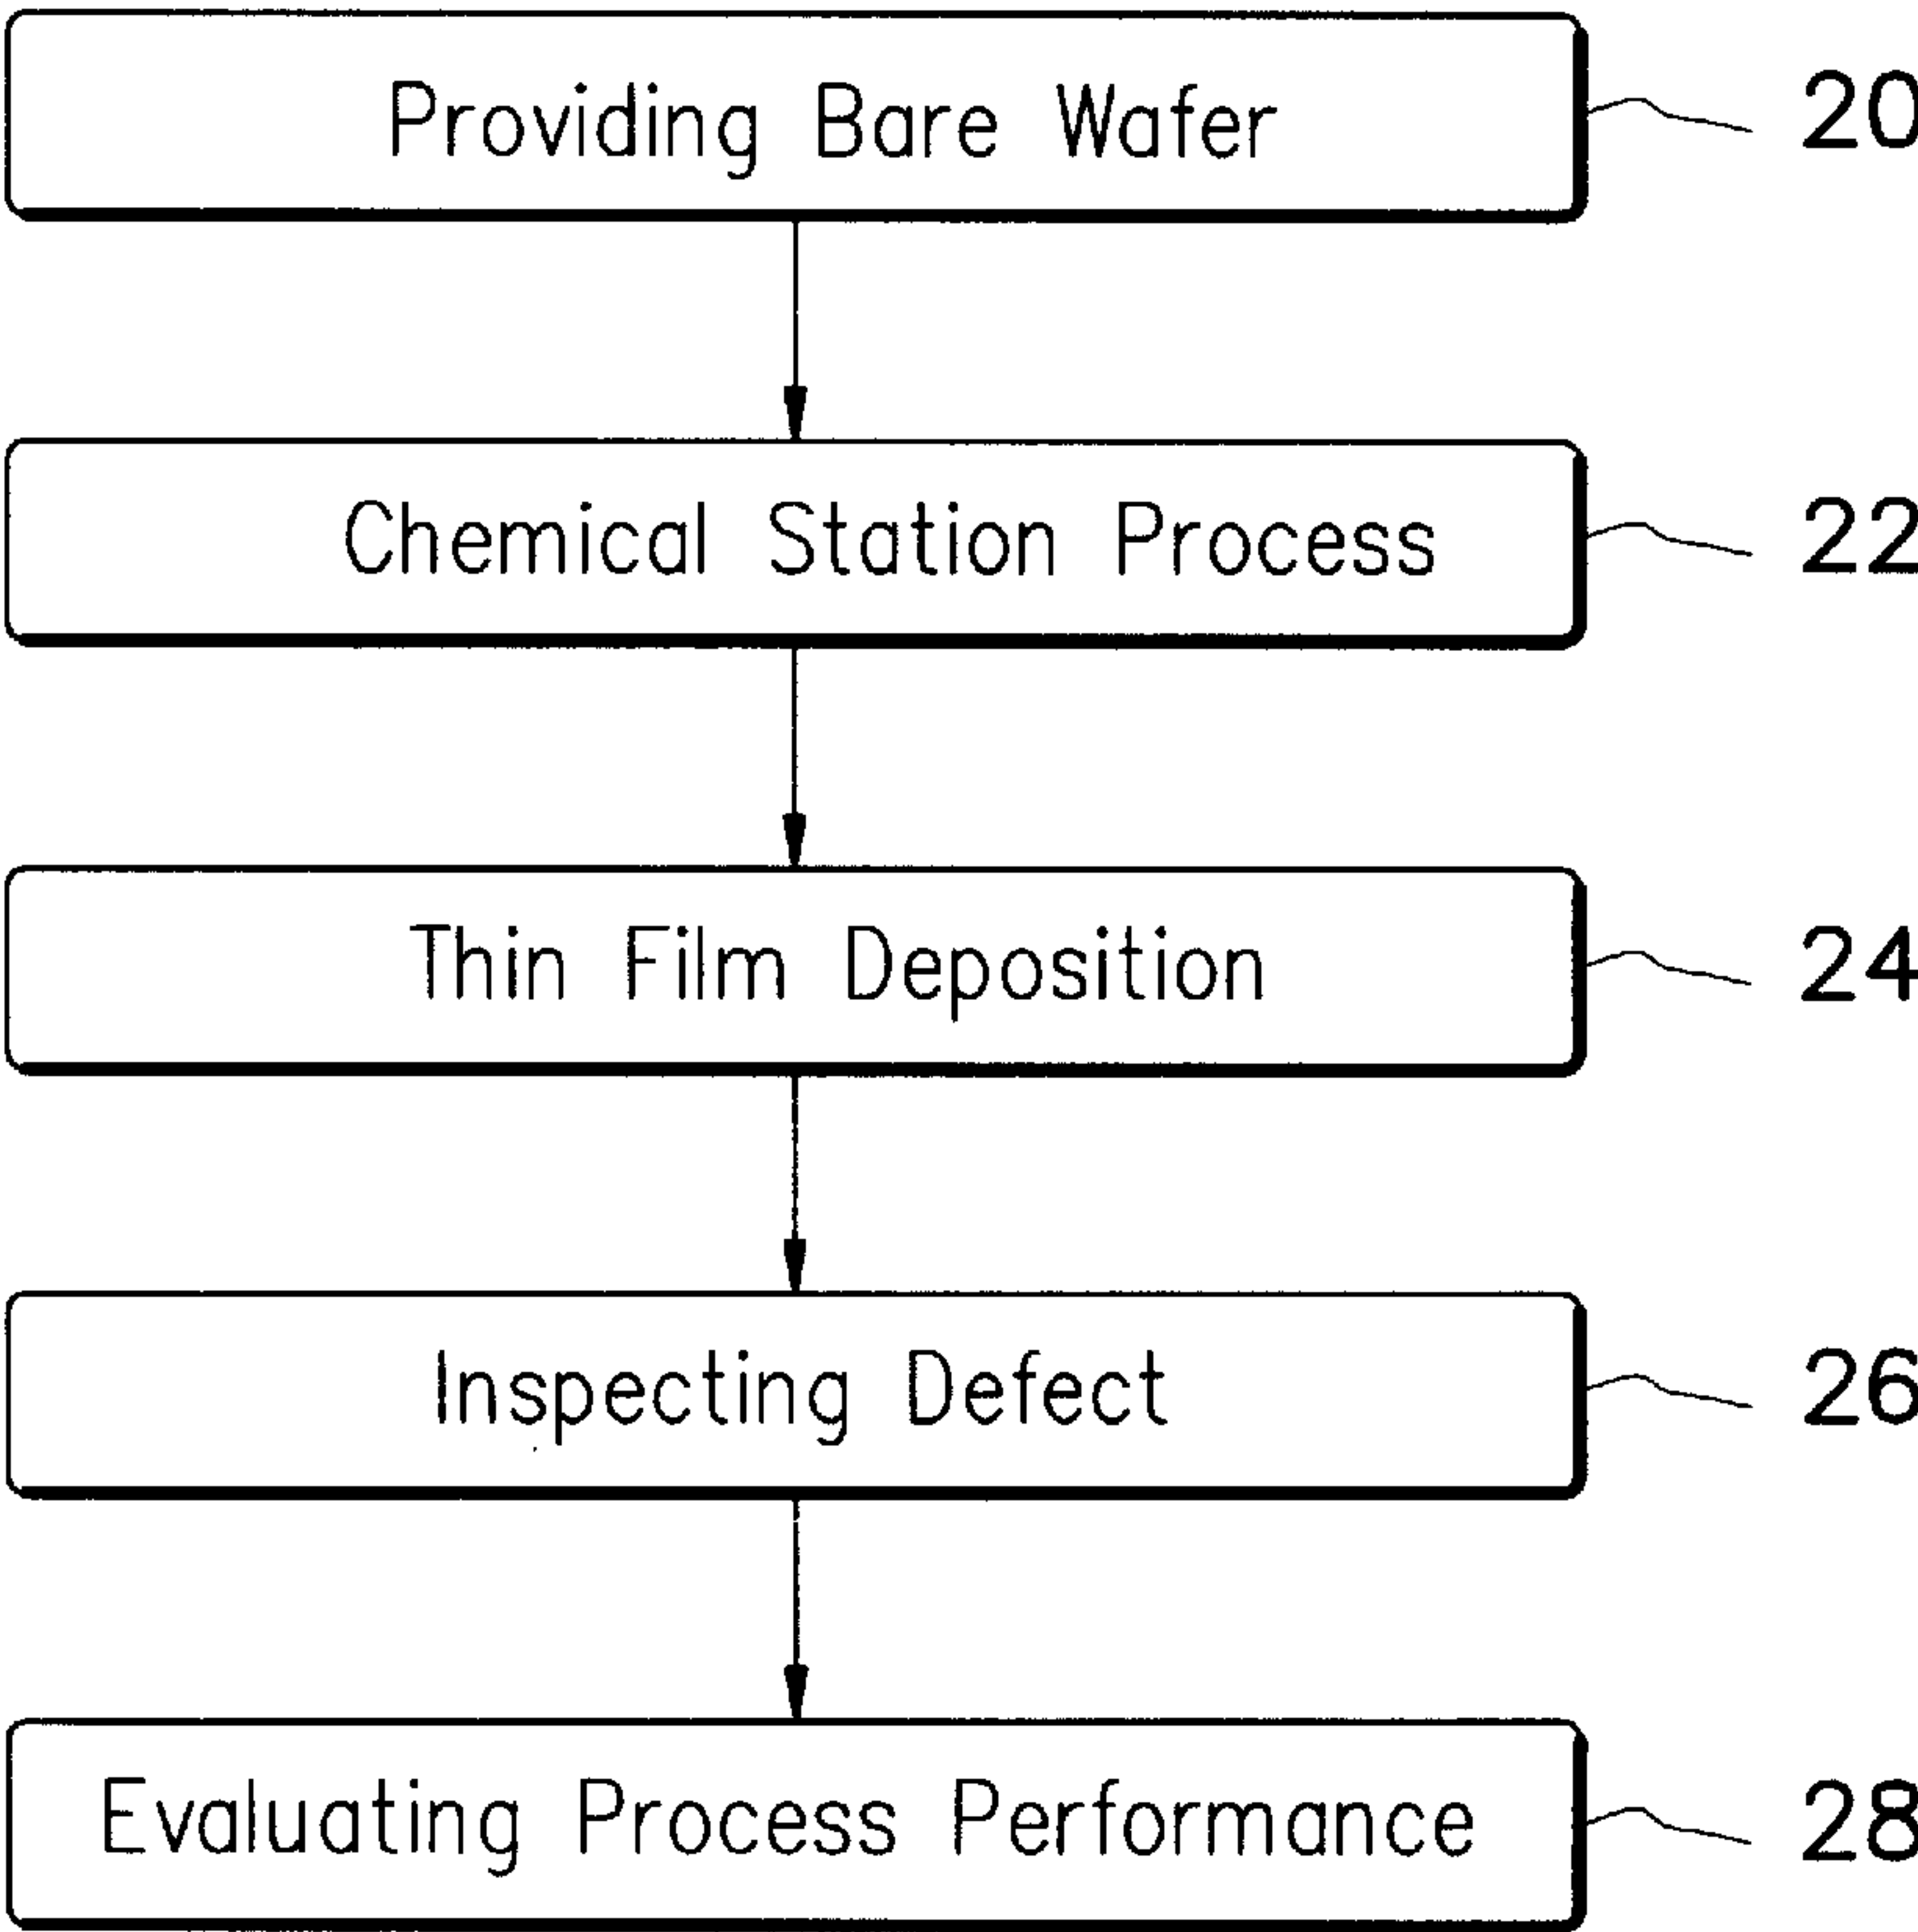 Providing Bare Wafer 20
Chemical Station Process 22
Thin Film Deposition 24
Inspecting Defect 26
Evaluating Process Performance 28